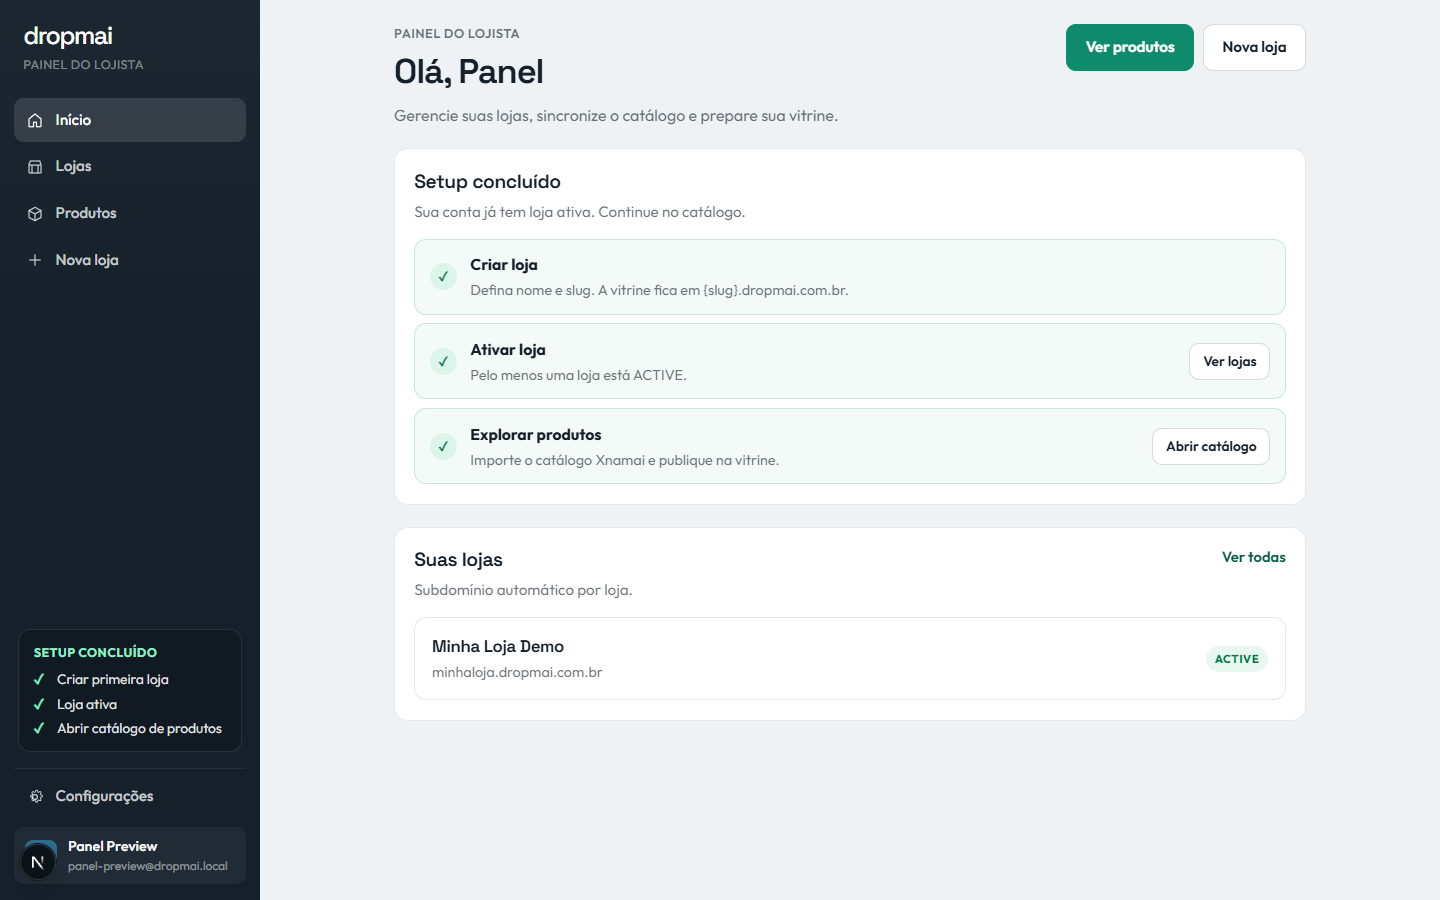 dropmai
PAINEL DO LOJISTA
Início
Lojas
Produtos
Nova loja
SETUP CONCLUÍDO
Criar primeira loja
Loja ativa
Abrir catálogo de produtos
Configurações
N
Panel Preview
panel-preview@dropmai.local
PAINEL DO LOJISTA
Olá, Panel
Gerencie suas lojas, sincronize o catálogo e prepare sua vitrine.
Ver produtos
Nova loja
Setup concluído
Sua conta já tem loja ativa. Continue no catálogo.
Criar loja
Defina nome e slug. A vitrine fica em {slug}.dropmai.com.br.
Ativar loja
Pelo menos uma loja está ACTIVE.
Ver lojas
Explorar produtos
Importe o catálogo Xnamai e publique na vitrine.
Abrir catálogo
Suas lojas
Ver todas
Subdomínio automático por loja.
Minha Loja Demo
minhaloja.dropmai.com.br
ACTIVE